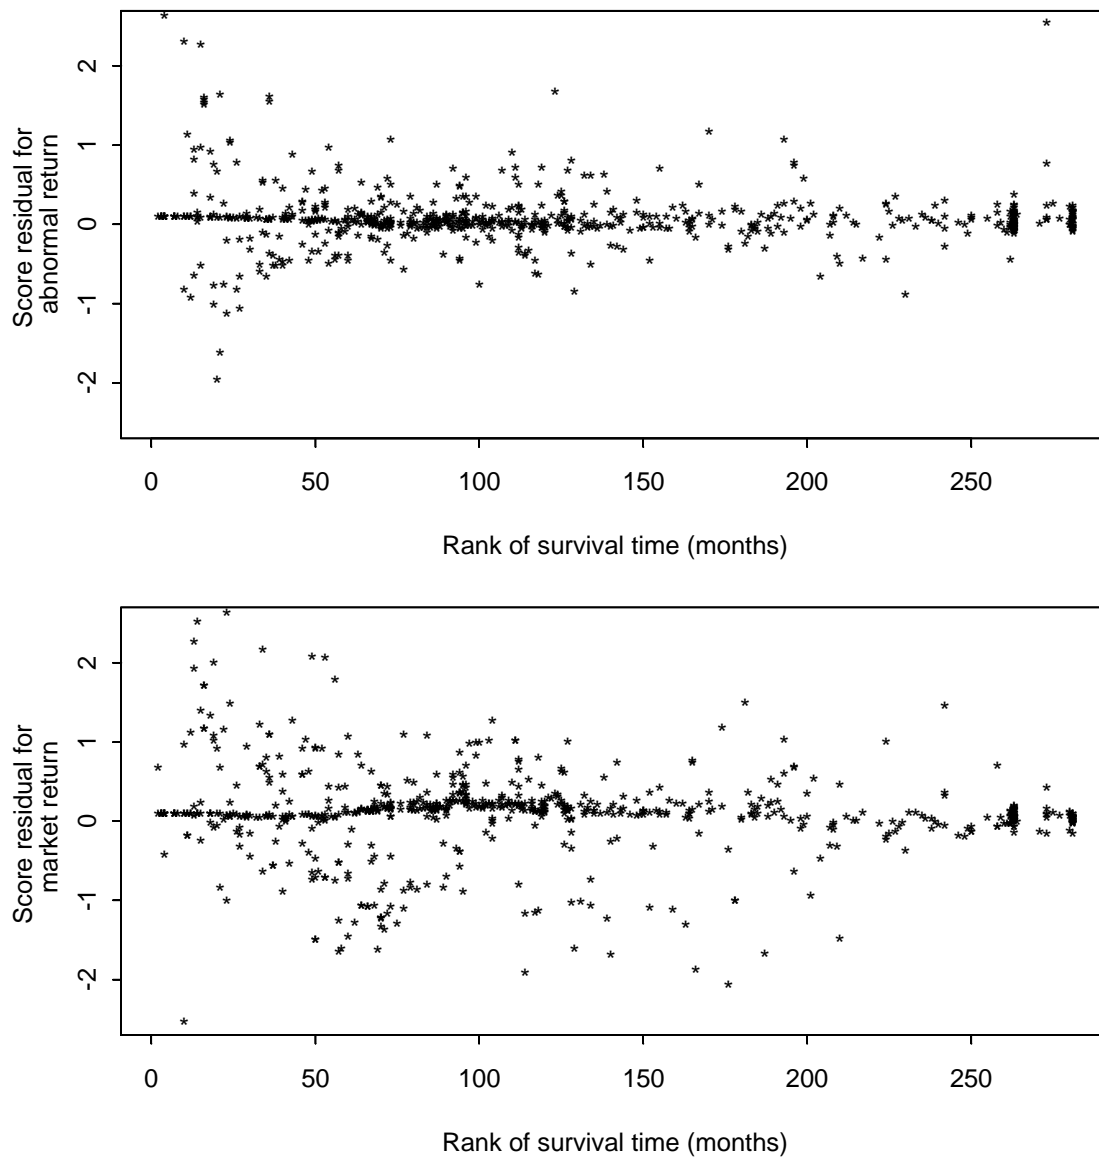 Score residual for
abnormal return
2
1
0
-1
-2
0 50 100 150 200 250
Rank of survival time (months)
Score residual for
market return
2
1
0
-1
-2
0 50 100 150 200 250
Rank of survival time (months)